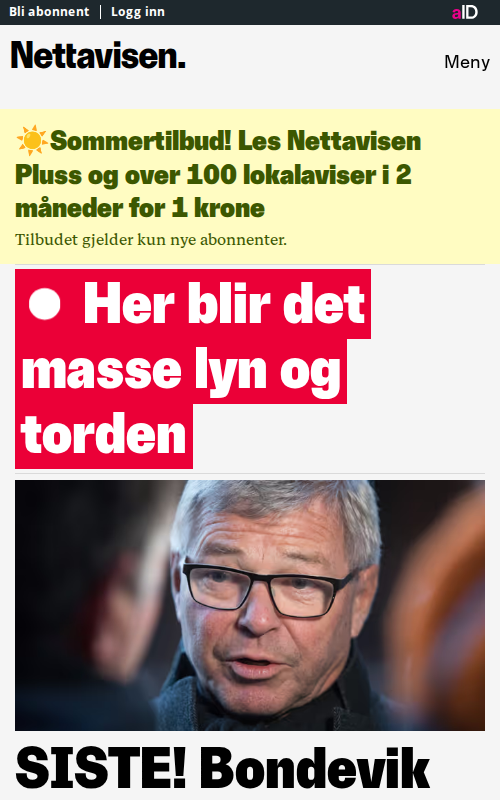 Bli abonnent | Logg inn
aID
Nettavisen.
Meny
☀️Sommertilbud! Les Nettavisen
Pluss og over 100 lokalaviser i 2
måneder for 1 krone
Tilbudet gjelder kun nye abonnenter.
Her blir det
masse lyn og
torden
SISTE! Bondevik